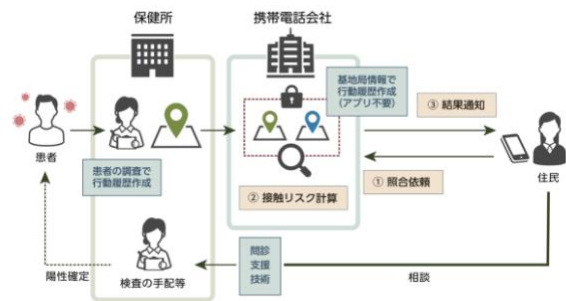 保健所
携帯電話会社
基地局情報で
行動履歴作成
(アプリ不要)
③ 結果通知
患者
患者の調査で
行動履歴作成
① 照合依頼
住民
② 接触リスク計算
問診
支援
技術
陽性確定
検査の手配等
相談